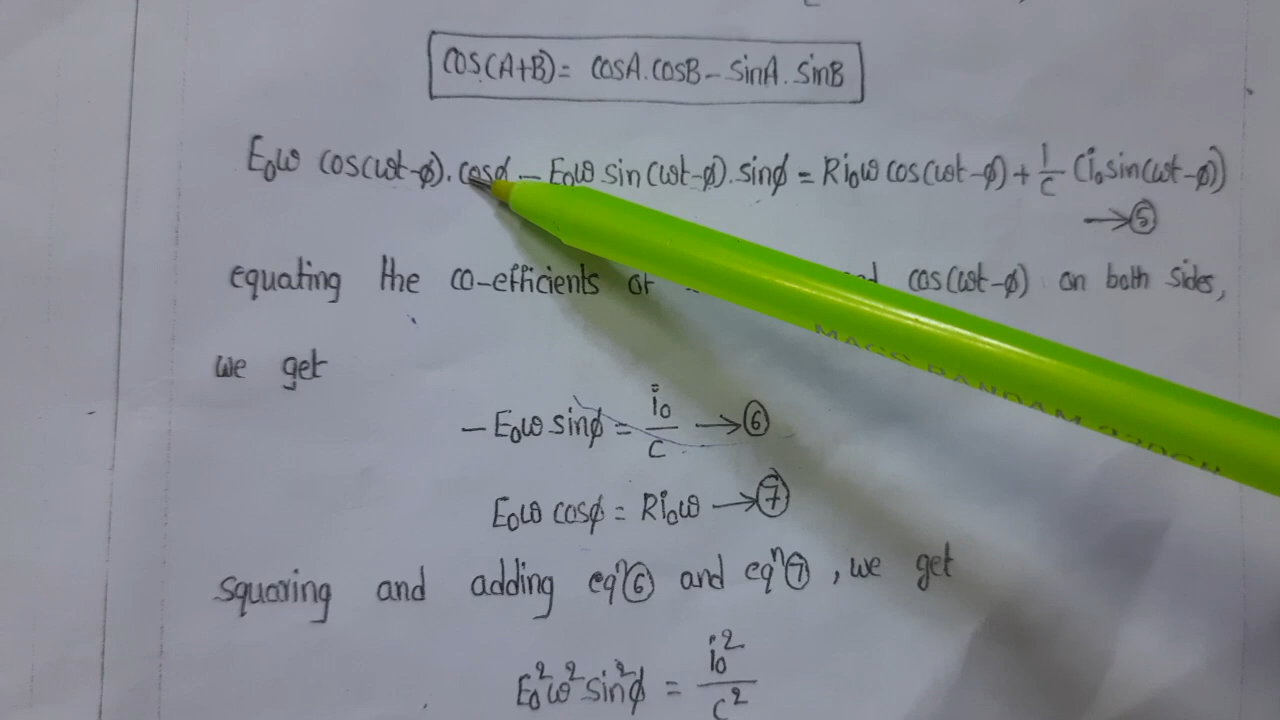 cos(A+B) = cosA.cosB - sinA.sinB
E₀ω cos(ωt-ϕ).cosϕ - E₀ω sin(ωt-ϕ).sinϕ = Ri₀ω cos(ωt-ϕ) + 1/c (i₀sin(ωt-ϕ))
→⑤
equating the co-efficients of cos(ωt-ϕ) on both sides,
we get
- E₀ω sinϕ = i₀/c →⑥
E₀ω cosϕ = Ri₀ω →⑦
squaring and adding eqⁿ⑥ and eqⁿ⑦, we get
E₀²ω²sin²ϕ = i₀²/c²